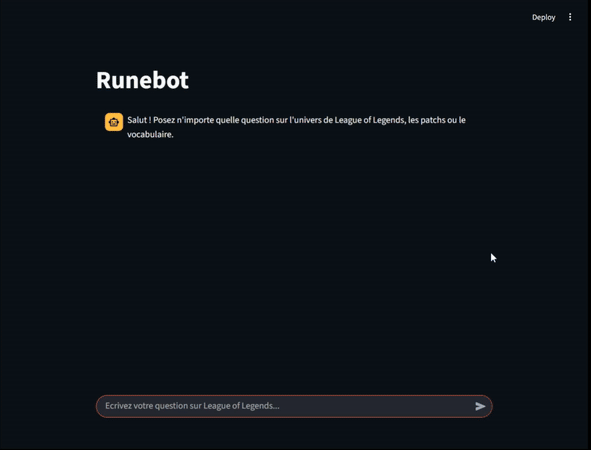 Deploy
Runebot
Salut ! Posez n'importe quelle question sur l'univers de League of Legends, les patchs ou le
vocabulaire.
Ecrivez votre question sur League of Legends...